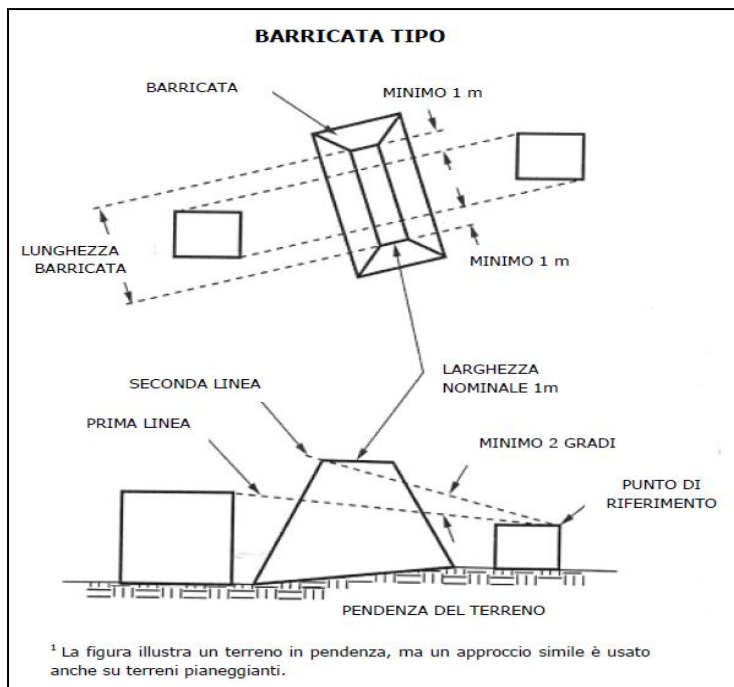 BARRICATA TIPO
BARRICATA
MINIMO 1 m
LUNGHEZZA
BARRICATA
MINIMO 1 m
SECONDA LINEA
LARGHEZZA
NOMINALE 1m
PRIMA LINEA
MINIMO 2 GRADI
PUNTO DI
RIFERIMENTO
PENDENZA DEL TERRENO
¹ La figura illustra un terreno in pendenza, ma un approccio simile è usato
anche su terreni pianeggianti.